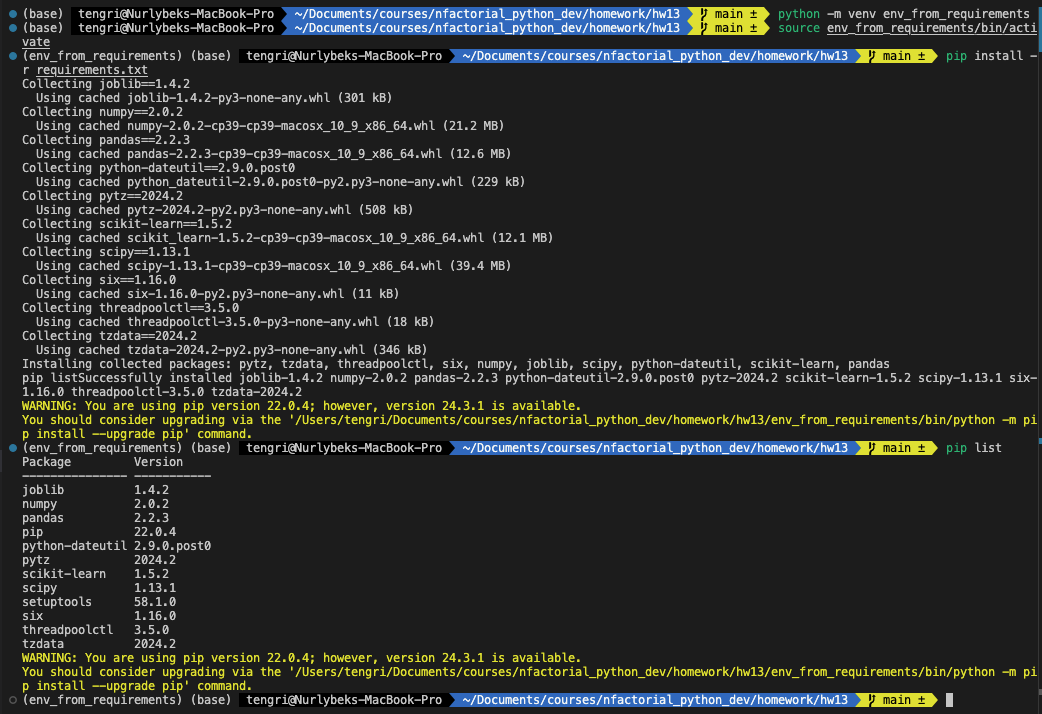 (base) tengri@Nurlybeks-MacBook-Pro ~/Documents/courses/nfactorial_python_dev/homework/hw13 main ± python -m venv env_from_requirements
(base) tengri@Nurlybeks-MacBook-Pro ~/Documents/courses/nfactorial_python_dev/homework/hw13 main ± source env_from_requirements/bin/acti
vate
(env_from_requirements) (base) tengri@Nurlybeks-MacBook-Pro ~/Documents/courses/nfactorial_python_dev/homework/hw13 main ± pip install -
r requirements.txt
Collecting joblib==1.4.2
  Using cached joblib-1.4.2-py3-none-any.whl (301 kB)
Collecting numpy==2.0.2
  Using cached numpy-2.0.2-cp39-cp39-macosx_10_9_x86_64.whl (21.2 MB)
Collecting pandas==2.2.3
  Using cached pandas-2.2.3-cp39-cp39-macosx_10_9_x86_64.whl (12.6 MB)
Collecting python-dateutil==2.9.0.post0
  Using cached python_dateutil-2.9.0.post0-py2.py3-none-any.whl (229 kB)
Collecting pytz==2024.2
  Using cached pytz-2024.2-py2.py3-none-any.whl (508 kB)
Collecting scikit-learn==1.5.2
  Using cached scikit_learn-1.5.2-cp39-cp39-macosx_10_9_x86_64.whl (12.1 MB)
Collecting scipy==1.13.1
  Using cached scipy-1.13.1-cp39-cp39-macosx_10_9_x86_64.whl (39.4 MB)
Collecting six==1.16.0
  Using cached six-1.16.0-py2.py3-none-any.whl (11 kB)
Collecting threadpoolctl==3.5.0
  Using cached threadpoolctl-3.5.0-py3-none-any.whl (18 kB)
Collecting tzdata==2024.2
  Using cached tzdata-2024.2-py2.py3-none-any.whl (346 kB)
Installing collected packages: pytz, tzdata, threadpoolctl, six, numpy, joblib, scipy, python-dateutil, scikit-learn, pandas
pip listSuccessfully installed joblib-1.4.2 numpy-2.0.2 pandas-2.2.3 python-dateutil-2.9.0.post0 pytz-2024.2 scikit-learn-1.5.2 scipy-1.13.1 six-
1.16.0 threadpoolctl-3.5.0 tzdata-2024.2
WARNING: You are using pip version 22.0.4; however, version 24.3.1 is available.
You should consider upgrading via the '/Users/tengri/Documents/courses/nfactorial_python_dev/homework/hw13/env_from_requirements/bin/python -m pi
p install --upgrade pip' command.
(env_from_requirements) (base) tengri@Nurlybeks-MacBook-Pro ~/Documents/courses/nfactorial_python_dev/homework/hw13 main ± pip list
Package         Version
--------------- -----------
joblib          1.4.2
numpy           2.0.2
pandas          2.2.3
pip             22.0.4
python-dateutil 2.9.0.post0
pytz            2024.2
scikit-learn    1.5.2
scipy           1.13.1
setuptools      58.1.0
six             1.16.0
threadpoolctl   3.5.0
tzdata          2024.2
WARNING: You are using pip version 22.0.4; however, version 24.3.1 is available.
You should consider upgrading via the '/Users/tengri/Documents/courses/nfactorial_python_dev/homework/hw13/env_from_requirements/bin/python -m pi
p install --upgrade pip' command.
(env_from_requirements) (base) tengri@Nurlybeks-MacBook-Pro ~/Documents/courses/nfactorial_python_dev/homework/hw13 main ±